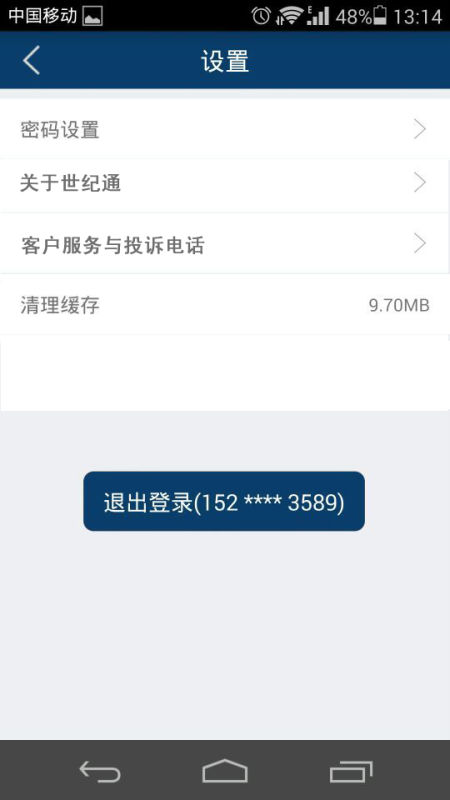 中国移动 48% 13:14
设置
密码设置
关于世纪通
客户服务与投诉电话
清理缓存 9.70MB
退出登录(152 **** 3589)